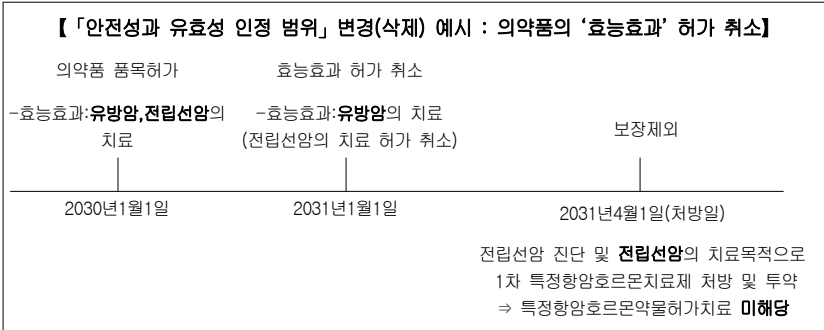 【 「안전성과 유효성 인정 범위」 변경(삭제) 예시 : 의약품의 ‘효능효과’ 허가 취소】
의약품 품목허가
-효능효과:유방암,전립선암의
치료
효능효과 허가 취소
-효능효과:유방암의 치료
(전립선암의 치료 허가 취소)
보장제외
2030년1월1일
2031년1월1일
2031년4월1일(처방일)
전립선암 진단 및 전립선암의 치료목적으로
1차 특정항암호르몬치료제 처방 및 투약
⇒ 특정항암호르몬약물허가치료 미해당